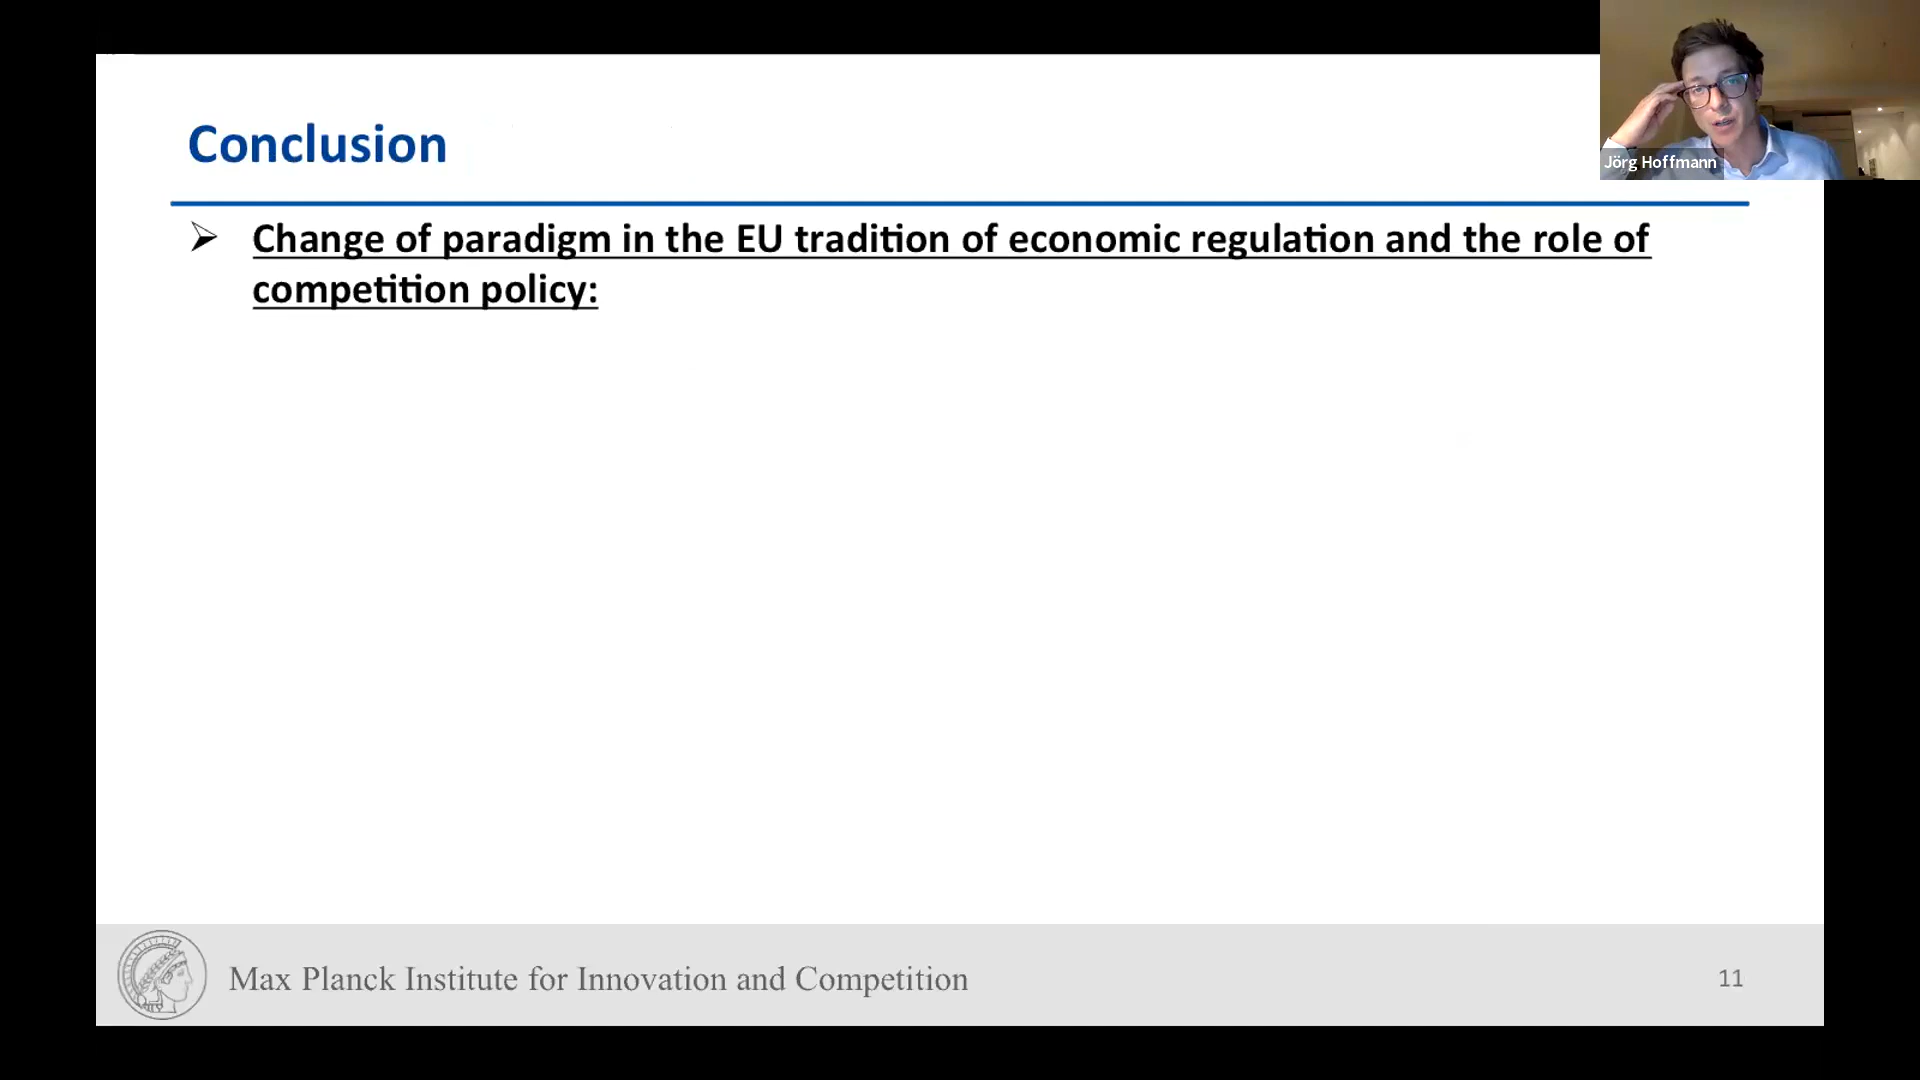 Conclusion
Jörg Hoffmann
➢ Change of paradigm in the EU tradition of economic regulation and the role of
competition policy:
Max Planck Institute for Innovation and Competition
11